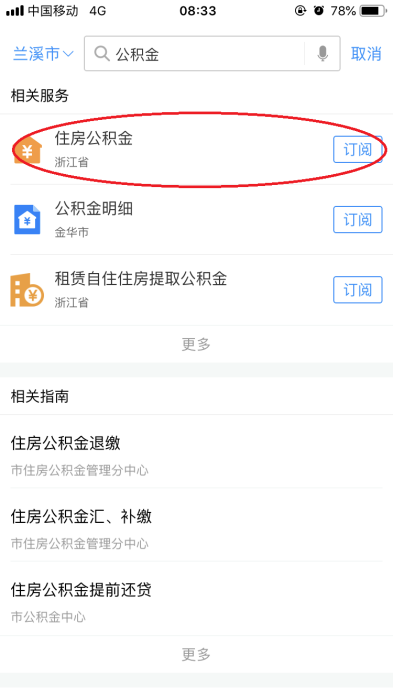 中国移动 4G 08:33 78%
兰溪市 公积金 取消
相关服务
住房公积金
浙江省
订阅
公积金明细
金华市
订阅
租赁自住住房提取公积金
浙江省
订阅
更多
相关指南
住房公积金退缴
市住房公积金管理分中心
住房公积金汇、补缴
市住房公积金管理分中心
住房公积金提前还贷
市公积金中心
更多